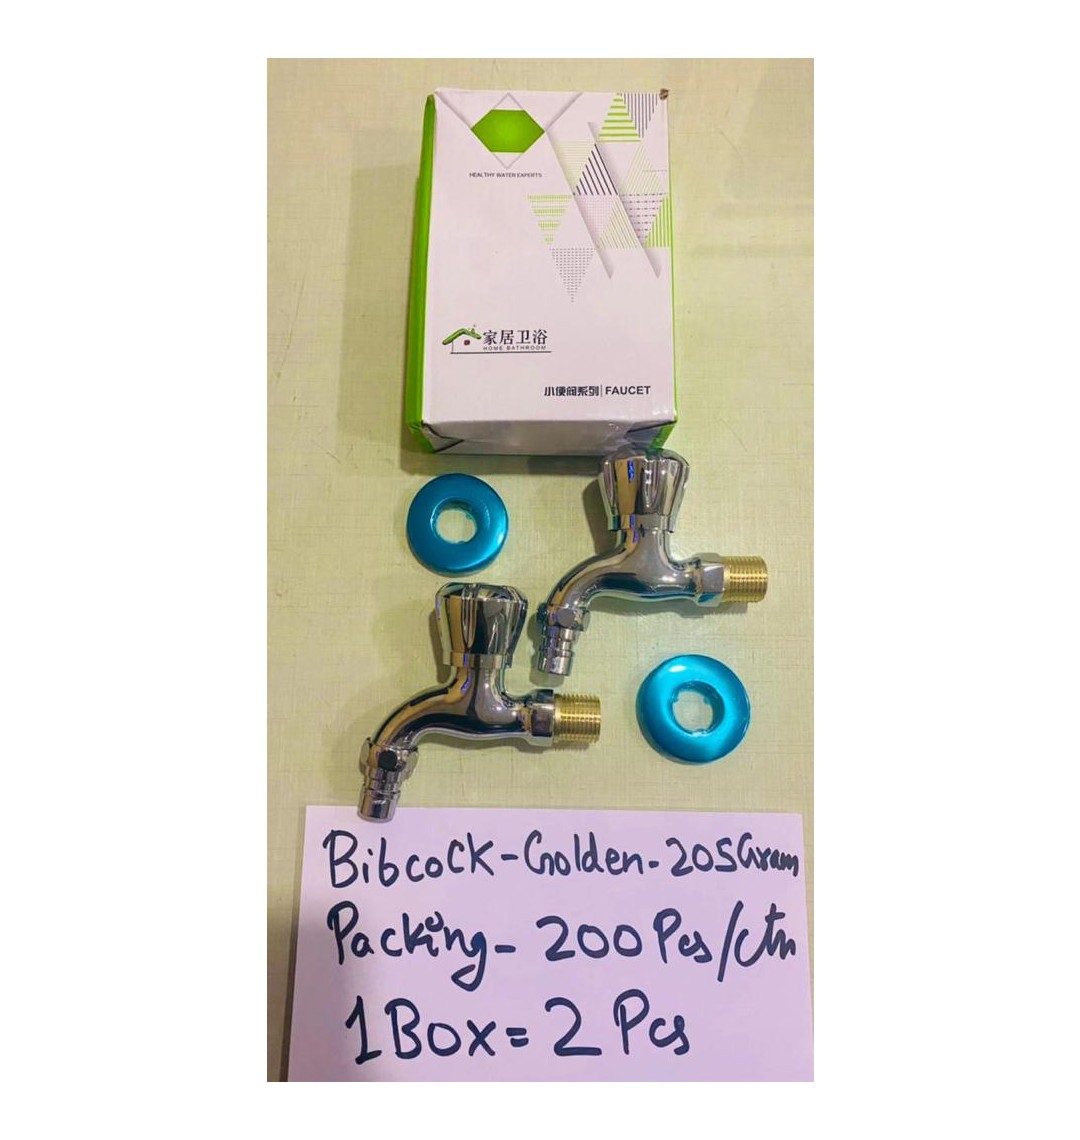 HEALTHY WATER EXPERTS
家居卫浴
HOME BATHROOM
小便阀系列|FAUCET
Bibcock-Golden-205Gram
Packing-200Pcs/ctn
1Box=2Pcs